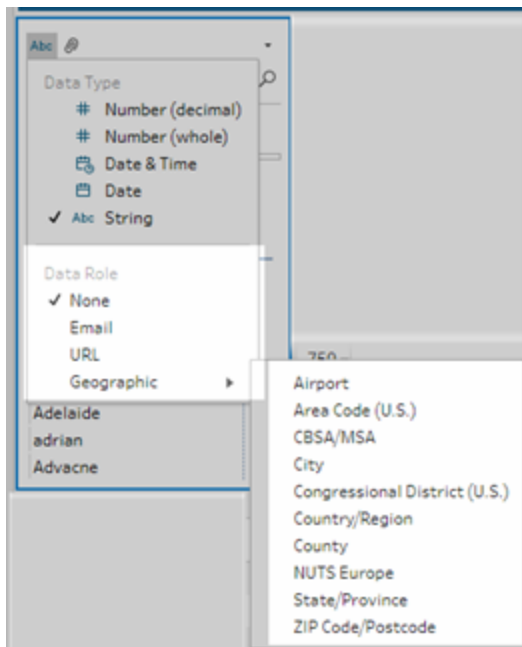 Abc
Data Type
# Number (decimal)
# Number (whole)
Date & Time
Date
✓ Abc String
Data Role
✓ None
Email
URL
Geographic
Adelaide
adrian
Advacne
Airport
Area Code (U.S.)
CBSA/MSA
City
Congressional District (U.S.)
Country/Region
County
NUTS Europe
State/Province
ZIP Code/Postcode